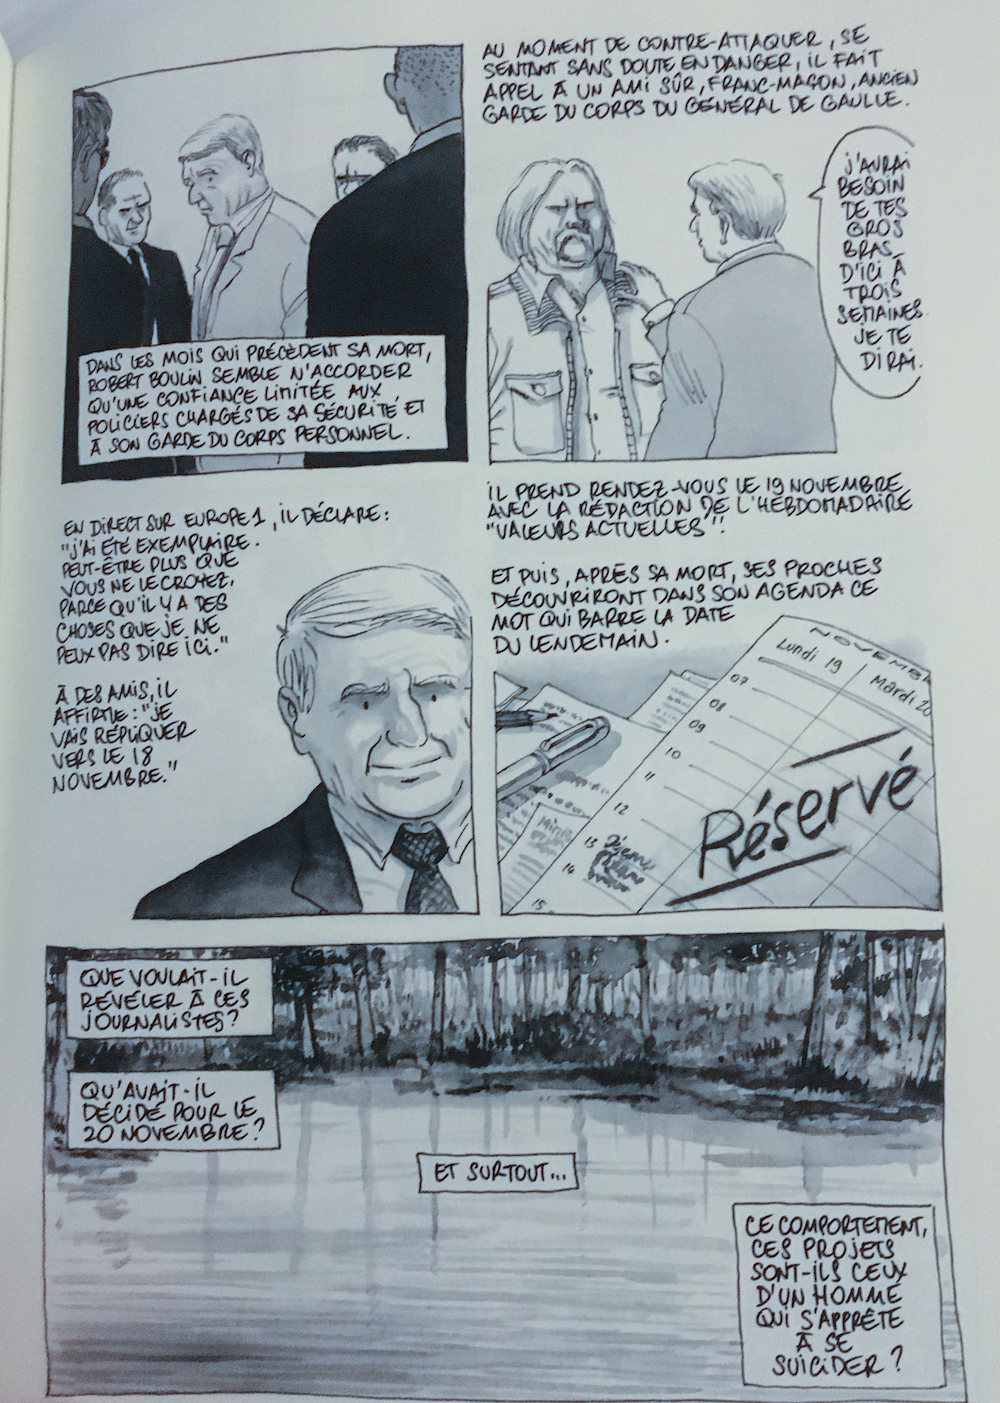 DANS LES MOIS QUI PRÉCÈDENT SA MORT,
ROBERT BOULIN SEMBLE N'ACCORDER
QU'UNE CONFIANCE LIMITÉE AUX
POLICIERS CHARGÉS DE SA SÉCURITÉ ET
À SON GARDE DU CORPS PERSONNEL.
AU MOMENT DE CONTRE-ATTAQUER, SE
SENTANT SANS DOUTE EN DANGER, IL FAIT
APPEL À UN AMI SÛR, FRANC-MAÇON, ANCIEN
GARDE DU CORPS DU GÉNÉRAL DE GAULLE.
J'AURAI
BESOIN
DE TES
GROS
BRAS
D'ICI À
TROIS
SEMAINES.
JE TE
DIRAI.
EN DIRECT SUR EUROPE 1, IL DÉCLARE :
"J'AI ÉTÉ EXEMPLAIRE.
PEUT-ÊTRE PLUS QUE
VOUS NE LE CROYEZ,
PARCE QU'IL Y A DES
CHOSES QUE JE NE
PEUX PAS DIRE ICI."
À DES AMIS, IL
AFFIRME : "JE
VAIS RÉPLIQUER
VERS LE 18
NOVEMBRE."
IL PREND RENDEZ-VOUS LE 19 NOVEMBRE
AVEC LA RÉDACTION DE L'HEBDOMADAIRE
"VALEURS ACTUELLES"!
ET PUIS, APRÈS SA MORT, SES PROCHES
DÉCOUVRIRONT DANS SON AGENDA CE
MOT QUI BARRE LA DATE
DU LENDEMAIN.
NOVEMB
Lundi 19
Mardi 20
07
08
09
10
11
12
13
14
15
Réservé
QUE VOULAIT-IL
RÉVÉLER À CES
JOURNALISTES ?
QU'AVAIT-IL
DÉCIDÉ POUR LE
20 NOVEMBRE ?
ET SURTOUT...
CE COMPORTEMENT,
CES PROJETS
SONT-ILS CEUX
D'UN HOMME
QUI S'APPRÊTE
À SE
SUICIDER ?